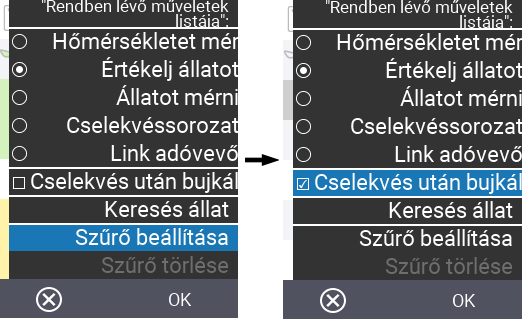 "Rendben lévő műveletek
listája":
Hőmérsékletet mér
Értékelj állatot
Állatot mérni
Cselekvéssorozat
Link adóvevő
Cselekvés után bujkál
Keresés állat
Szűrő beállítása
Szűrő törlése
OK
"Rendben lévő műveletek
listája":
Hőmérsékletet mér
Értékelj állatot
Állatot mérni
Cselekvéssorozat
Link adóvevő
Cselekvés után bujkál
Keresés állat
Szűrő beállítása
Szűrő törlése
OK